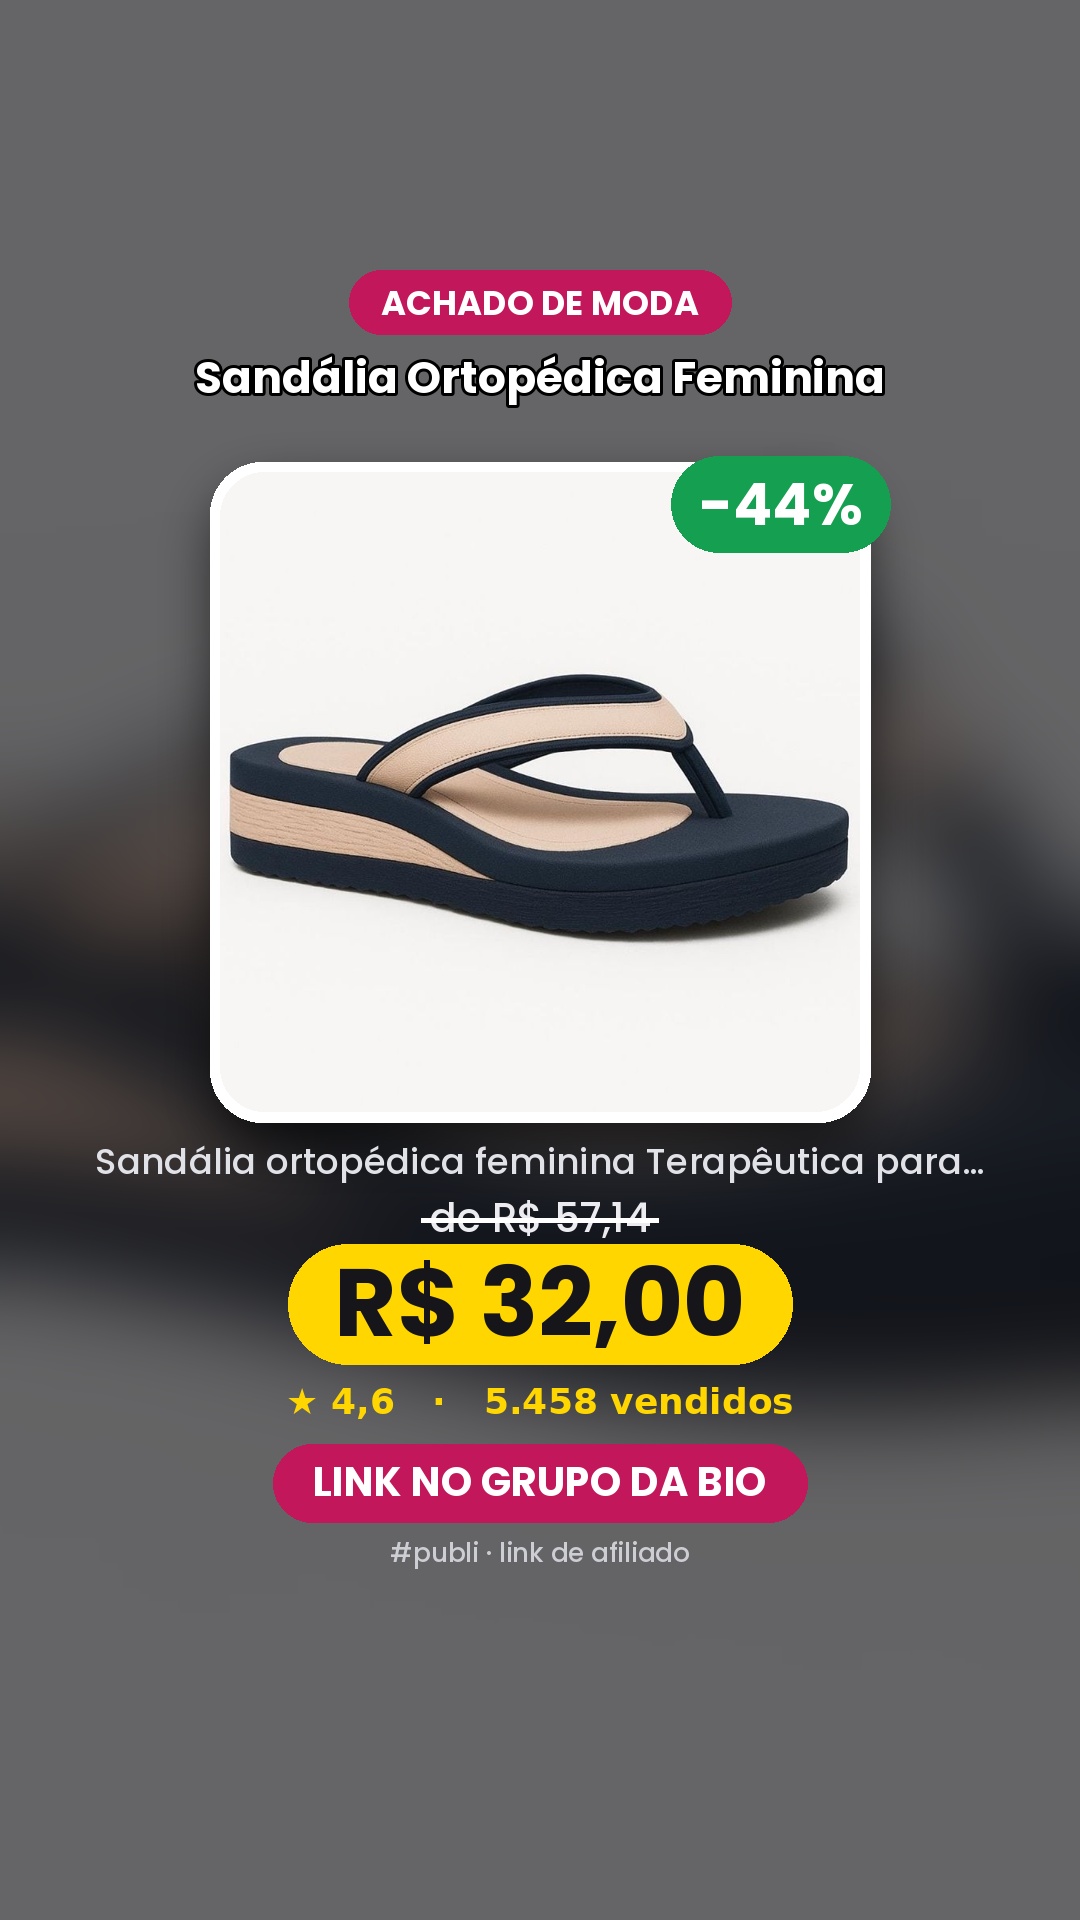 ACHADO DE MODA
Sandália Ortopédica Feminina
-44%
Sandália ortopédica feminina Terapêutica para...
de R$ 57,14
R$ 32,00
★ 4,6 · 5.458 vendidos
LINK NO GRUPO DA BIO
#publi · link de afiliado